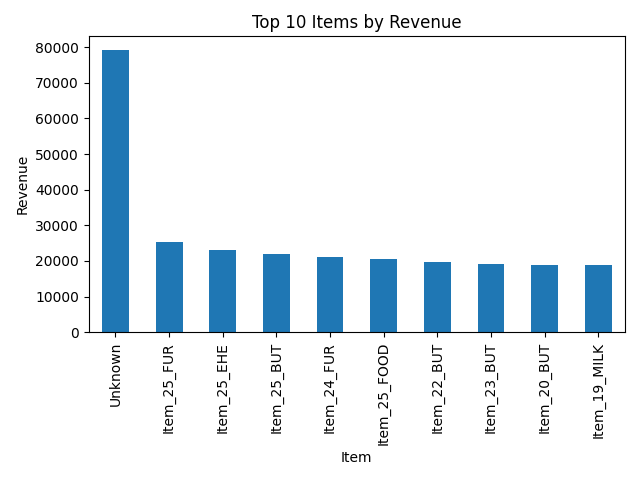 Top 10 Items by Revenue
80000
70000
60000
50000
40000
30000
20000
10000
0
Revenue
Unknown
Item_25_FUR
Item_25_EHE
Item_25_BUT
Item_24_FUR
Item_25_FOOD
Item_22_BUT
Item_23_BUT
Item_20_BUT
Item_19_MILK
Item